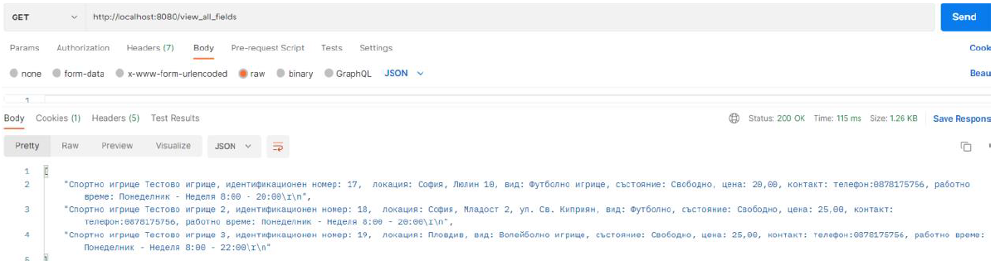 GET http://localhost:8080/view_all_fields Send
Params Authorization Headers (7) Body Pre-request Script Tests Settings Cook
none form-data x-www-form-urlencoded raw binary GraphQL JSON Beau
1
Body Cookies (1) Headers (5) Test Results Status: 200 OK Time: 115 ms Size: 1.26 KB Save Respons
Pretty Raw Preview Visualize JSON
1 [
2 "Спортно игрище Тестово игрище, идентификационен номер: 17, локация: София, Люлин 10, вид: Футболно игрище, състояние: Свободно, цена: 20,00, контакт: телефон:0878175756, работно
време: Понеделник - Неделя 8:00 - 20:00\r\n",
3 "Спортно игрище Тестово игрище 2, идентификационен номер: 18, локация: София, Младост 2, ул. Св. Киприян, вид: Футболно, състояние: Свободно, цена: 25,00, контакт:
телефон:0878175756, работно време: Понеделник - Неделя 8:00 - 20:00\r\n",
4 "Спортно игрище Тестово игрище 3, идентификационен номер: 19, локация: Пловдив, вид: Волейболно игрище, състояние: Свободно, цена: 25,00, контакт: телефон:0878175756, работно време:
Понеделник - Неделя 8:00 - 22:00\r\n"
5 ]